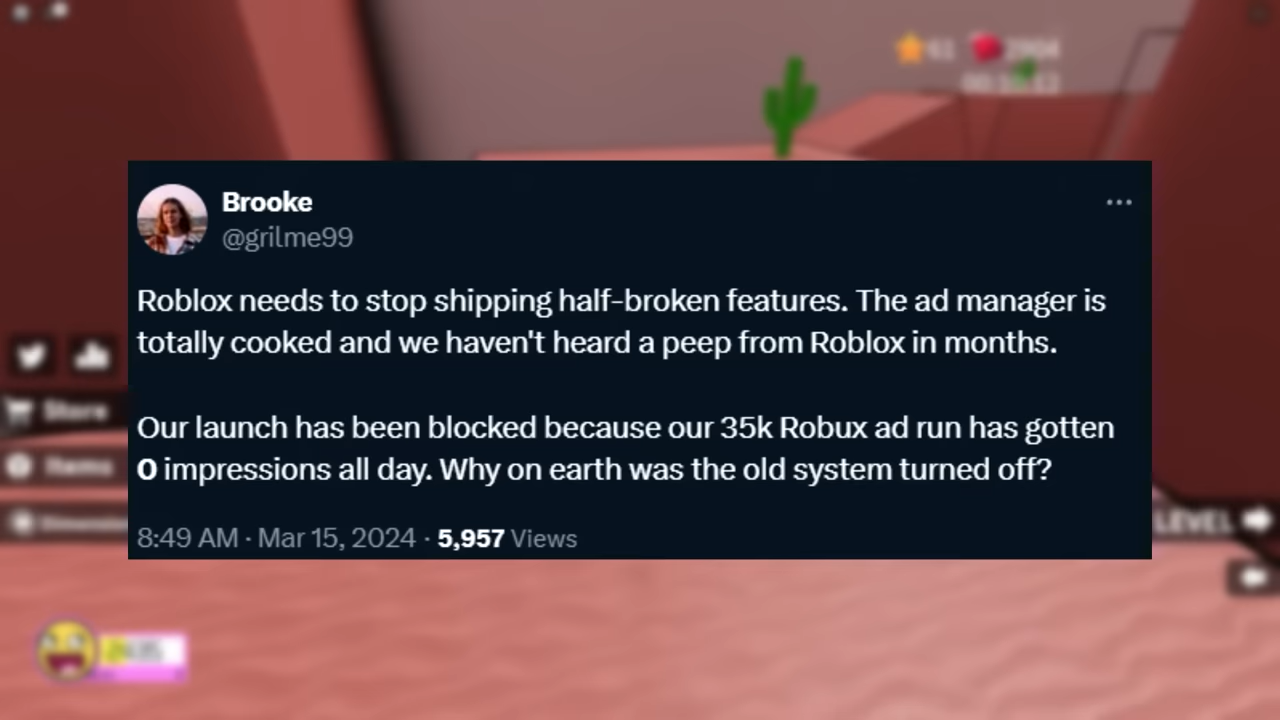 Brooke
@grilme99
Roblox needs to stop shipping half-broken features. The ad manager is
totally cooked and we haven't heard a peep from Roblox in months.
Our launch has been blocked because our 35k Robux ad run has gotten
0 impressions all day. Why on earth was the old system turned off?
8:49 AM · Mar 15, 2024 · 5,957 Views
Store
Items
LEVEL